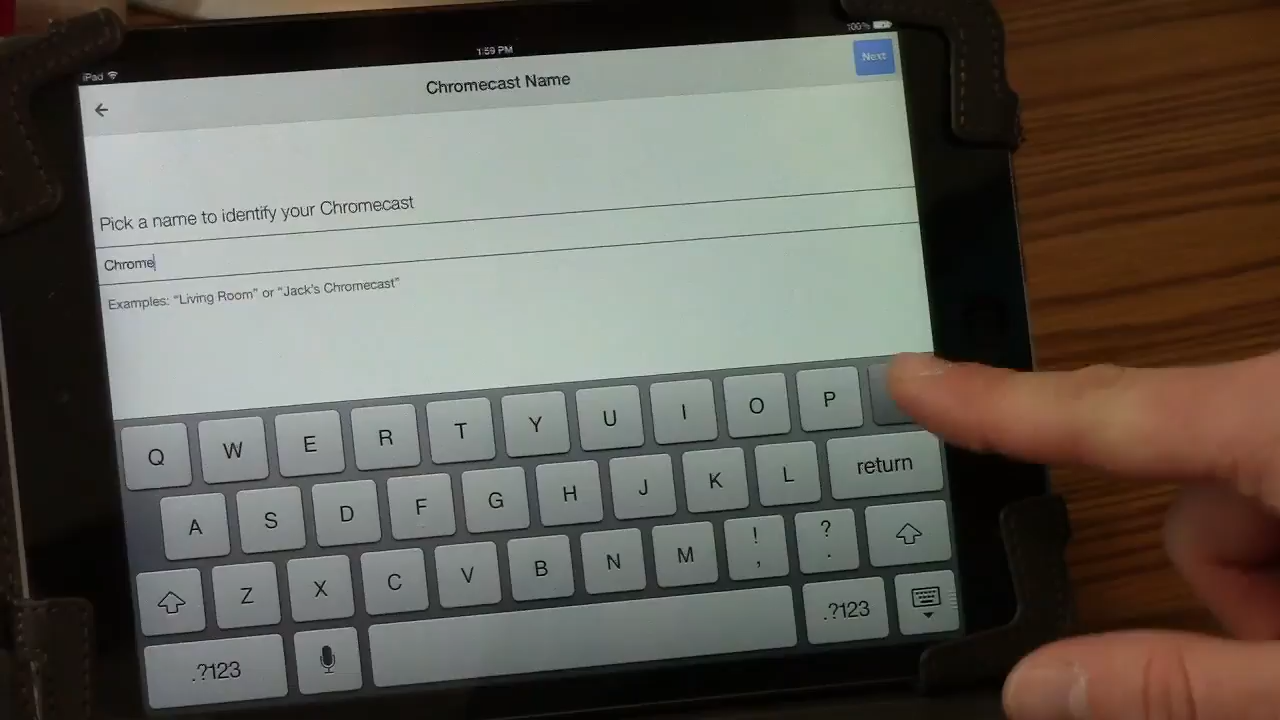 iPad 1:59 PM 100%
Chromecast Name Next
Pick a name to identify your Chromecast
Chrome
Examples: “Living Room” or “Jack's Chromecast”
Q W E R T Y U I O P
A S D F G H J K L return
Z X C V B N M ! , ? .
.?123 .?123